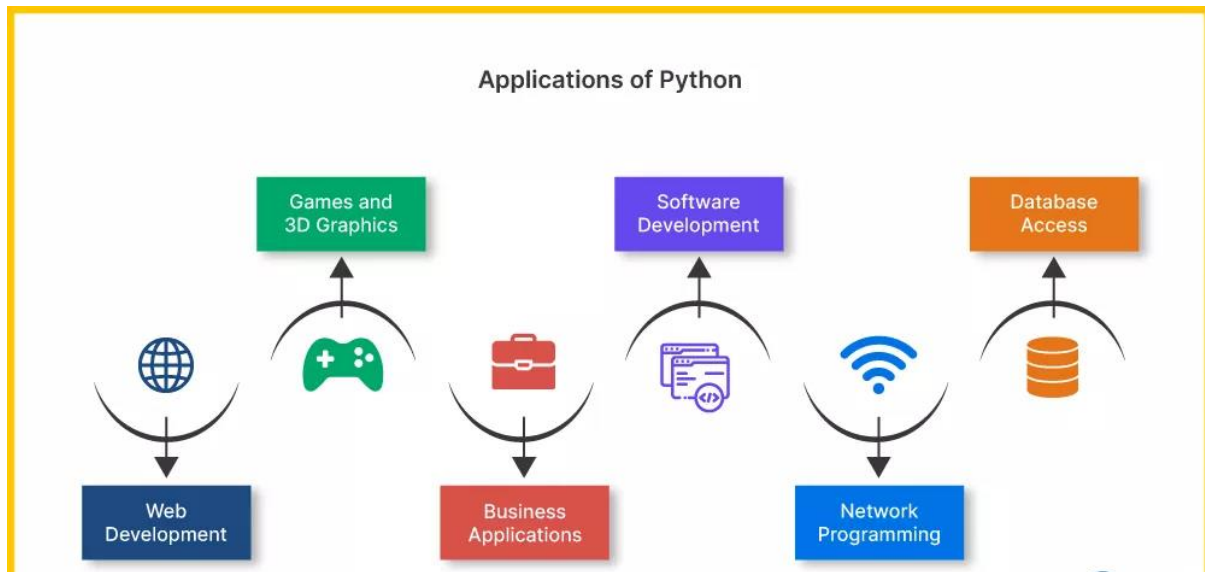 Applications of Python
Games and
3D Graphics
Software
Development
Database
Access
Web
Development
Business
Applications
Network
Programming